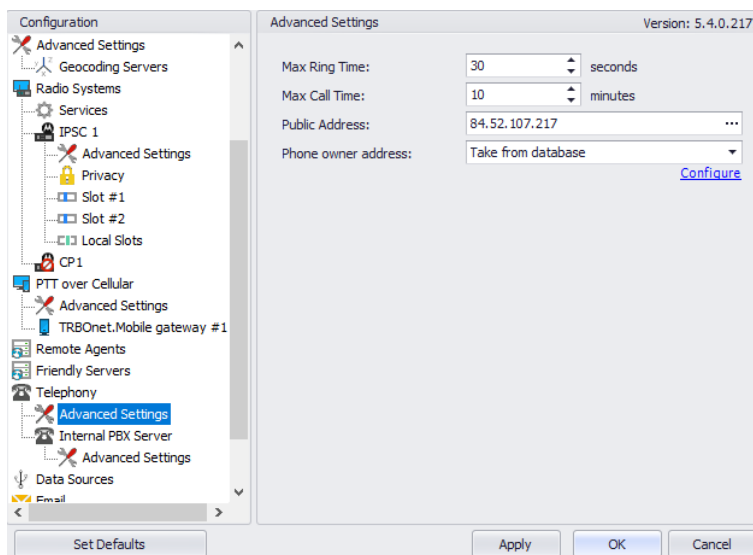 Configuration
Advanced Settings
Geocoding Servers
Radio Systems
Services
IPSC 1
Advanced Settings
Privacy
Slot #1
Slot #2
Local Slots
CP1
PTT over Cellular
Advanced Settings
TRBOnet.Mobile gateway #1
Remote Agents
Friendly Servers
Telephony
Advanced Settings
Internal PBX Server
Advanced Settings
Data Sources
Email
Set Defaults
Advanced Settings Version: 5.4.0.217
Max Ring Time: 30 seconds
Max Call Time: 10 minutes
Public Address: 84.52.107.217 ...
Phone owner address: Take from database
Configure
Apply OK Cancel